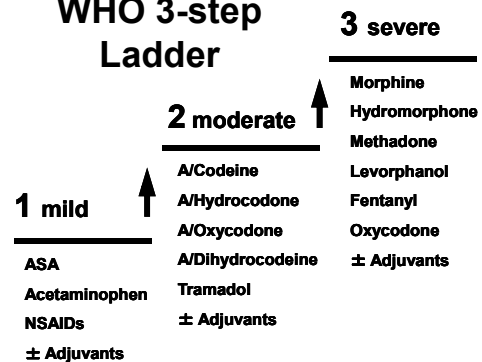 WHO 3-step
Ladder
1 mild
ASA
Acetaminophen
NSAIDs
± Adjuvants
2 moderate
A/Codeine
A/Hydrocodone
A/Oxycodone
A/Dihydrocodeine
Tramadol
± Adjuvants
3 severe
Morphine
Hydromorphone
Methadone
Levorphanol
Fentanyl
Oxycodone
± Adjuvants